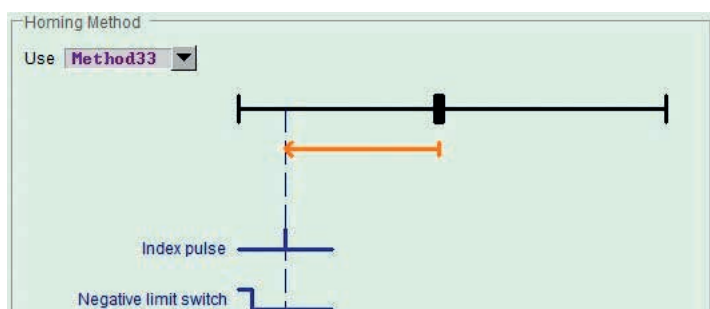 Homing Method
Use Method33
Index pulse
Negative limit switch